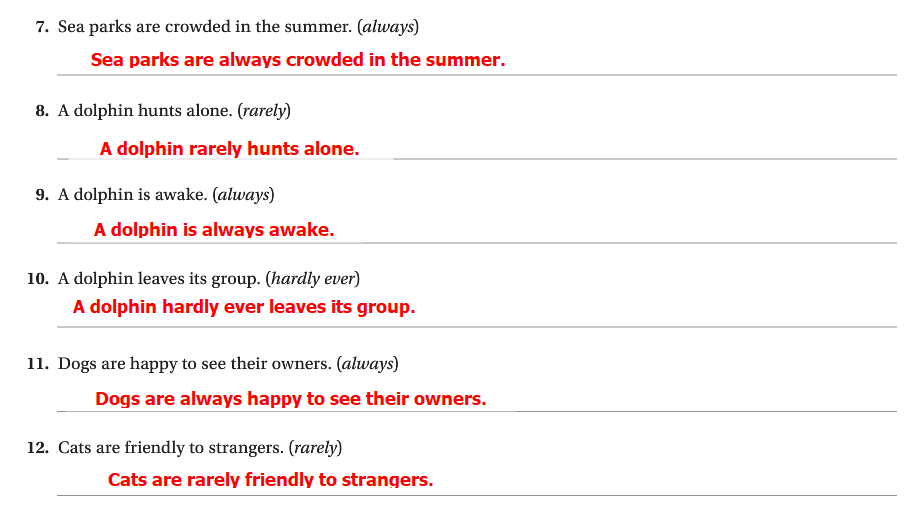 7. Sea parks are crowded in the summer. (always)
Sea parks are always crowded in the summer.
8. A dolphin hunts alone. (rarely)
A dolphin rarely hunts alone.
9. A dolphin is awake. (always)
A dolphin is always awake.
10. A dolphin leaves its group. (hardly ever)
A dolphin hardly ever leaves its group.
11. Dogs are happy to see their owners. (always)
Dogs are always happy to see their owners.
12. Cats are friendly to strangers. (rarely)
Cats are rarely friendly to strangers.